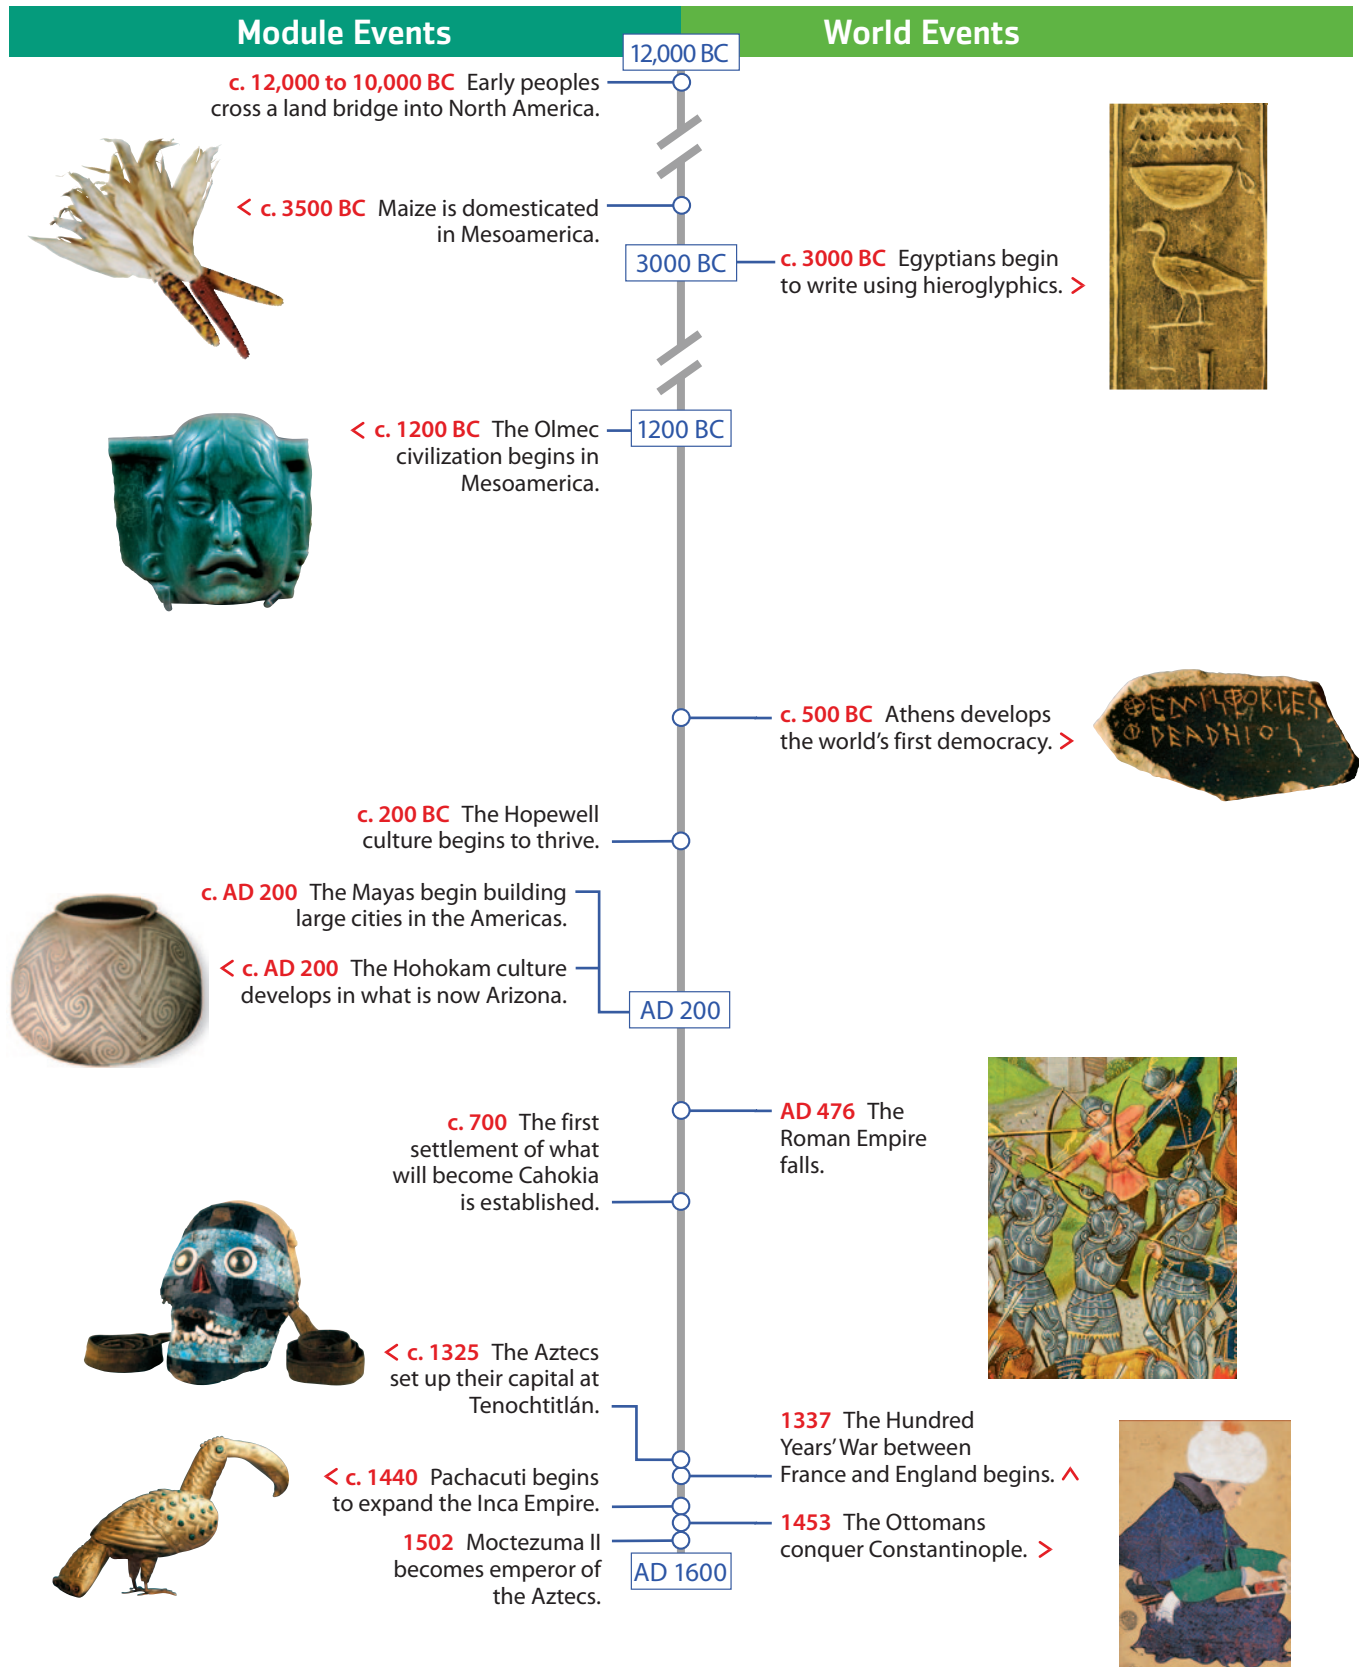 Module Events
World Events
12,000 BC
c. 12,000 to 10,000 BC Early peoples
cross a land bridge into North America.
< c. 3500 BC Maize is domesticated
in Mesoamerica.
3000 BC
c. 3000 BC Egyptians begin
to write using hieroglyphics. >
< c. 1200 BC The Olmec
civilization begins in
Mesoamerica.
1200 BC
c. 500 BC Athens develops
the world's first democracy. >
c. 200 BC The Hopewell
culture begins to thrive.
c. AD 200 The Mayas begin building
large cities in the Americas.
< c. AD 200 The Hohokam culture
develops in what is now Arizona.
AD 200
AD 476 The
Roman Empire
falls.
c. 700 The first
settlement of what
will become Cahokia
is established.
< c. 1325 The Aztecs
set up their capital at
Tenochtitlán.
1337 The Hundred
Years' War between
France and England begins. ^
< c. 1440 Pachacuti begins
to expand the Inca Empire.
1453 The Ottomans
conquer Constantinople. >
1502 Moctezuma II
becomes emperor of
the Aztecs.
AD 1600